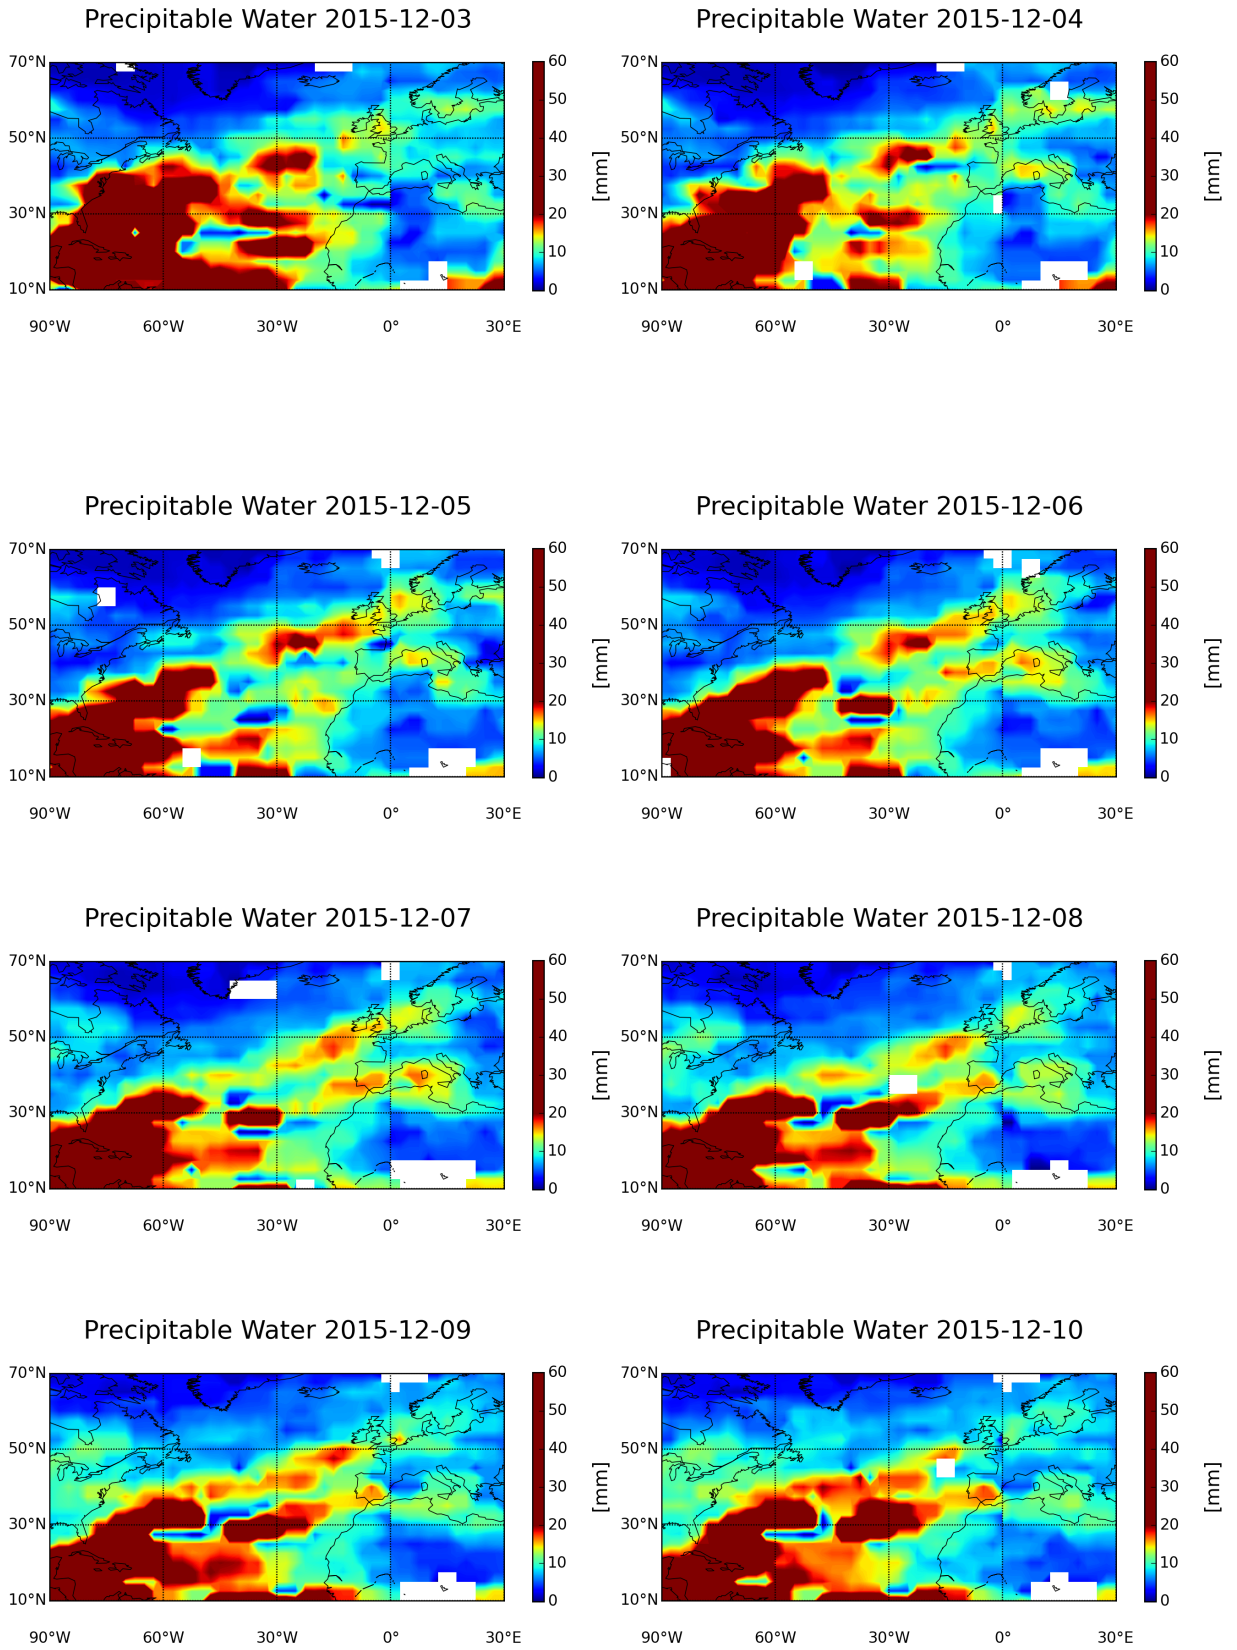 Precipitable Water 2015-12-03
Precipitable Water 2015-12-04
70°N
50°N
30°N
10°N
90°W 60°W 30°W 0° 30°E
60
50
40
30
20
10
0
[mm]
70°N
50°N
30°N
10°N
90°W 60°W 30°W 0° 30°E
60
50
40
30
20
10
0
[mm]
Precipitable Water 2015-12-05
Precipitable Water 2015-12-06
70°N
50°N
30°N
10°N
90°W 60°W 30°W 0° 30°E
60
50
40
30
20
10
0
[mm]
70°N
50°N
30°N
10°N
90°W 60°W 30°W 0° 30°E
60
50
40
30
20
10
0
[mm]
Precipitable Water 2015-12-07
Precipitable Water 2015-12-08
70°N
50°N
30°N
10°N
90°W 60°W 30°W 0° 30°E
60
50
40
30
20
10
0
[mm]
70°N
50°N
30°N
10°N
90°W 60°W 30°W 0° 30°E
60
50
40
30
20
10
0
[mm]
Precipitable Water 2015-12-09
Precipitable Water 2015-12-10
70°N
50°N
30°N
10°N
90°W 60°W 30°W 0° 30°E
60
50
40
30
20
10
0
[mm]
70°N
50°N
30°N
10°N
90°W 60°W 30°W 0° 30°E
60
50
40
30
20
10
0
[mm]